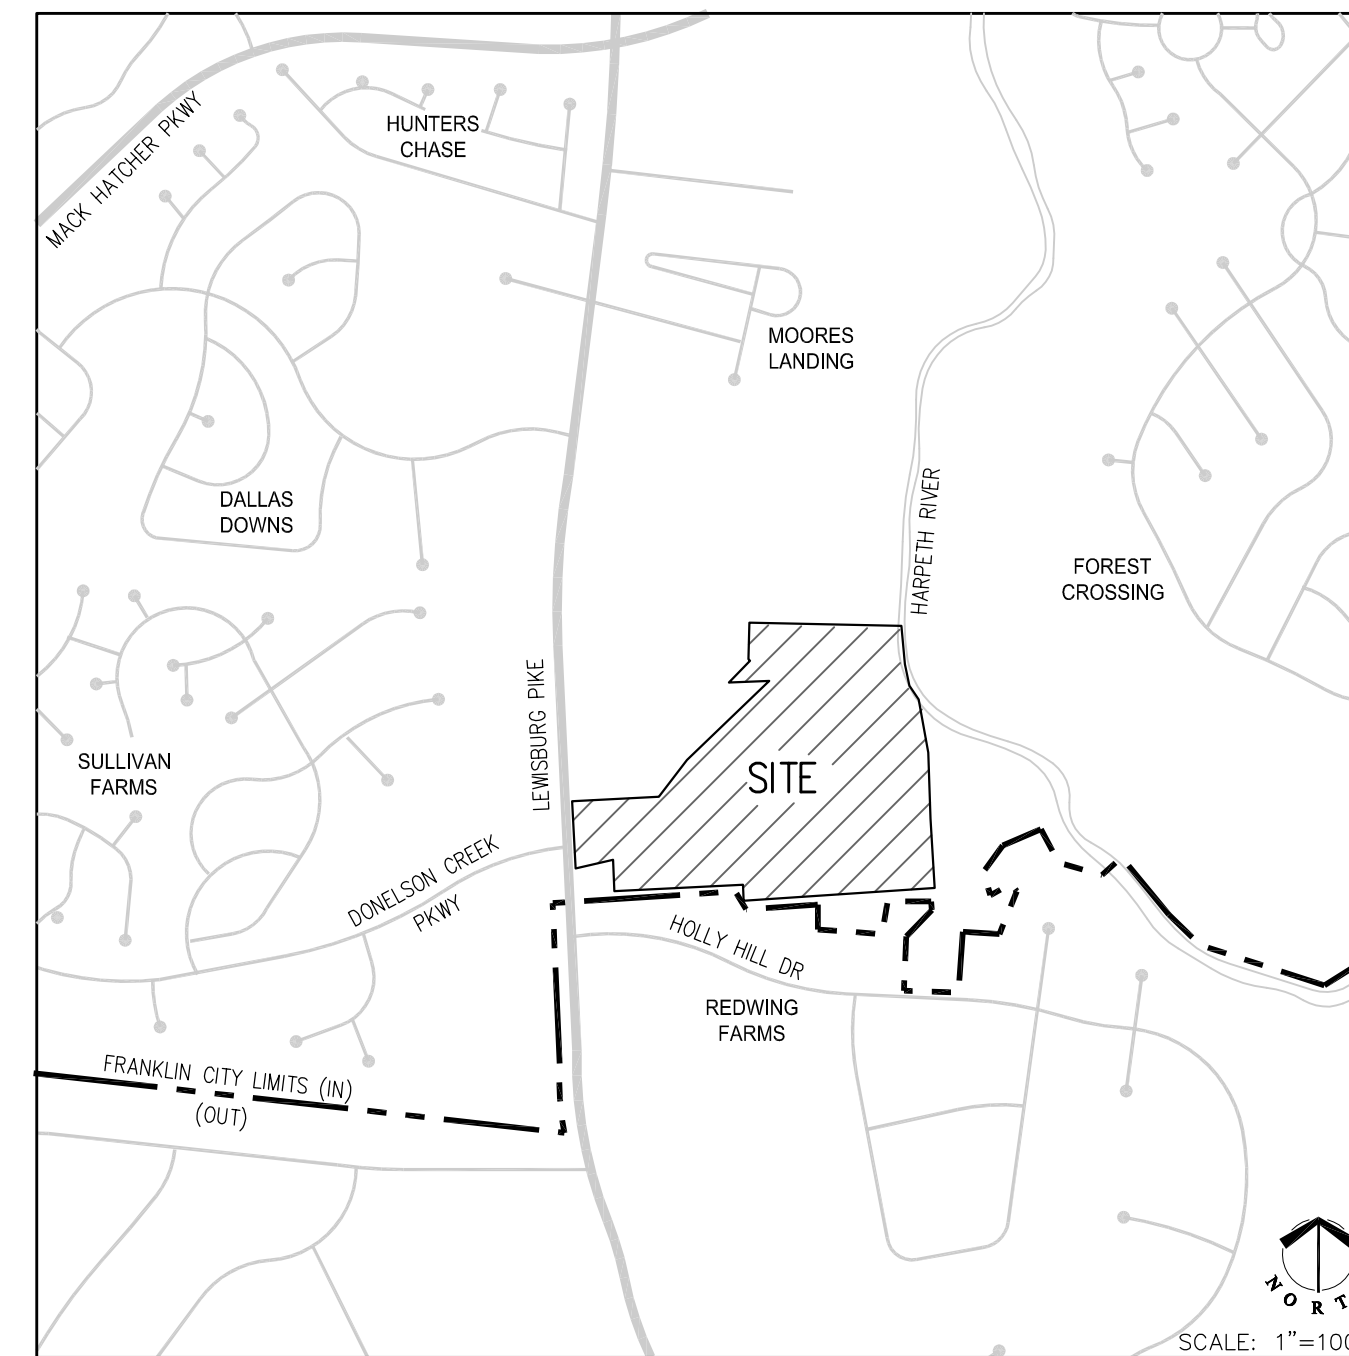 MACK HATCHER PKWY
HUNTERS
CHASE
MOORES
LANDING
DALLAS
DOWNS
HARPETH RIVER
FOREST
CROSSING
LEWISBURG PIKE
SULLIVAN
FARMS
SITE
DONELSON CREEK
PKWY
HOLLY HILL DR
REDWING
FARMS
FRANKLIN CITY LIMITS (IN)
(OUT)
NORT
SCALE: 1"=100